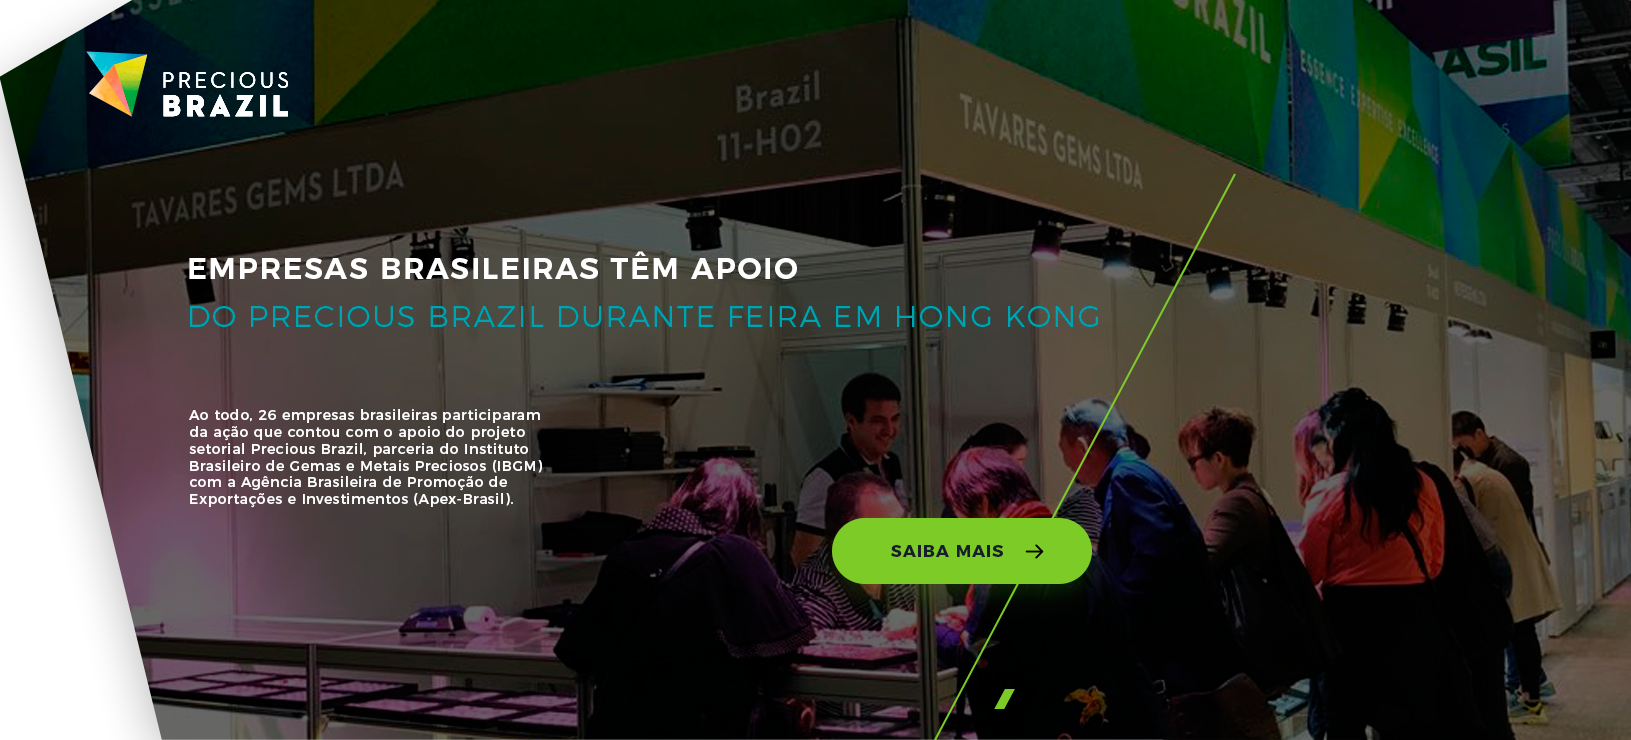 PRECIOUS
BRAZIL
BRAZIL
BRASIL
ESSENCE EXPERTISE EXCELLENCE
Brazil
11-H02
TAVARES GEMS LTDA
TAVARES GEMS LTDA
EMPRESAS BRASILEIRAS TÊM APOIO
DO PRECIOUS BRAZIL DURANTE FEIRA EM HONG KONG
Ao todo, 26 empresas brasileiras participaram
da ação que contou com o apoio do projeto
setorial Precious Brazil, parceria do Instituto
Brasileiro de Gemas e Metais Preciosos (IBGM)
com a Agência Brasileira de Promoção de
Exportações e Investimentos (Apex-Brasil).
SAIBA MAIS →